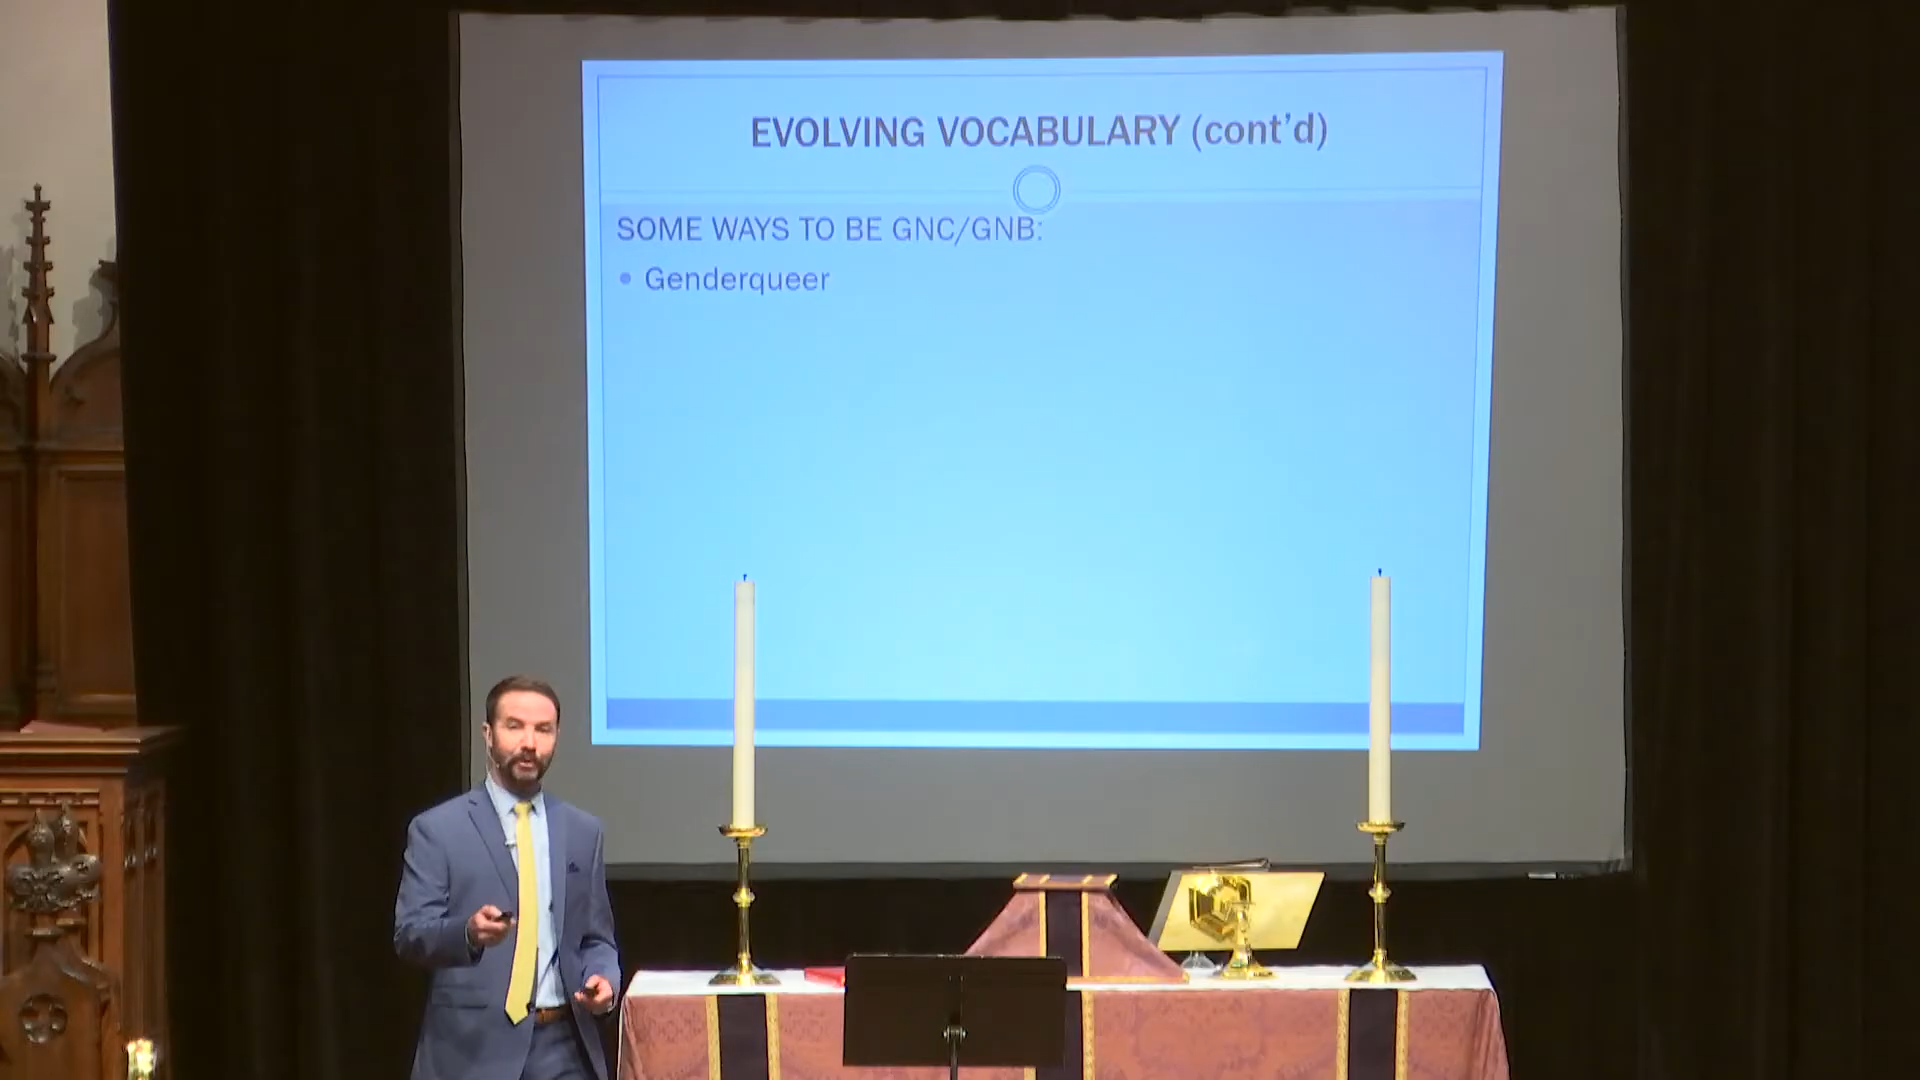 EVOLVING VOCABULARY (cont'd)
SOME WAYS TO BE GNC/GNB:
• Genderqueer